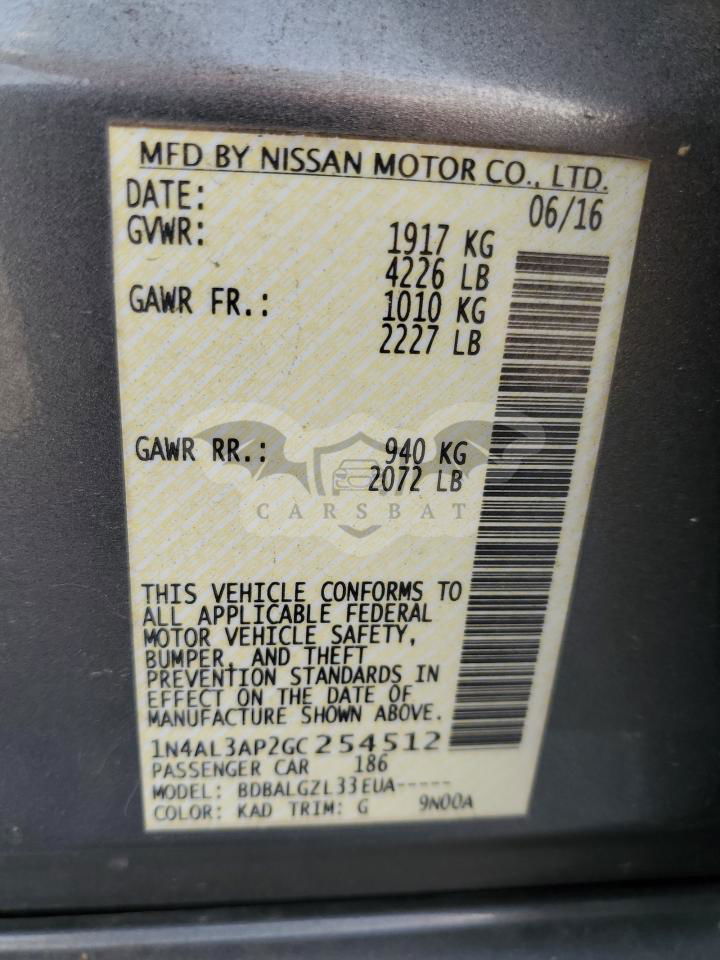 MFD BY NISSAN MOTOR CO., LTD.
DATE: 06/16
GVWR: 1917 KG
4226 LB
GAWR FR.: 1010 KG
2227 LB
GAWR RR.: 940 KG
2072 LB
CARSBAT
THIS VEHICLE CONFORMS TO
ALL APPLICABLE FEDERAL
MOTOR VEHICLE SAFETY,
BUMPER, AND THEFT
PREVENTION STANDARDS IN
EFFECT ON THE DATE OF
MANUFACTURE SHOWN ABOVE.
1N4AL3AP2GC254512
PASSENGER CAR 186
MODEL: BDBALGZL33EUA-----
COLOR: KAD TRIM: G 9N00A